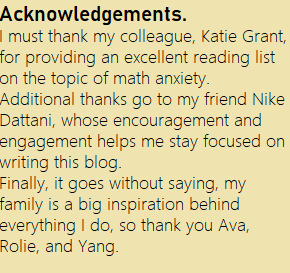 Acknowledgements.
I must thank my colleague, Katie Grant,
for providing an excellent reading list
on the topic of math anxiety.
Additional thanks go to my friend Nike
Dattani, whose encouragement and
engagement helps me stay focused on
writing this blog.
Finally, it goes without saying, my
family is a big inspiration behind
everything I do, so thank you Ava,
Rolie, and Yang.